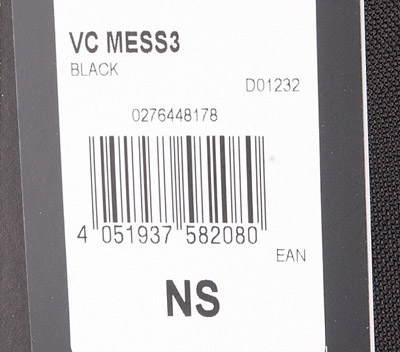 VC MESS3
BLACK
D01232
0276448178
4 051937 582080
EAN
NS